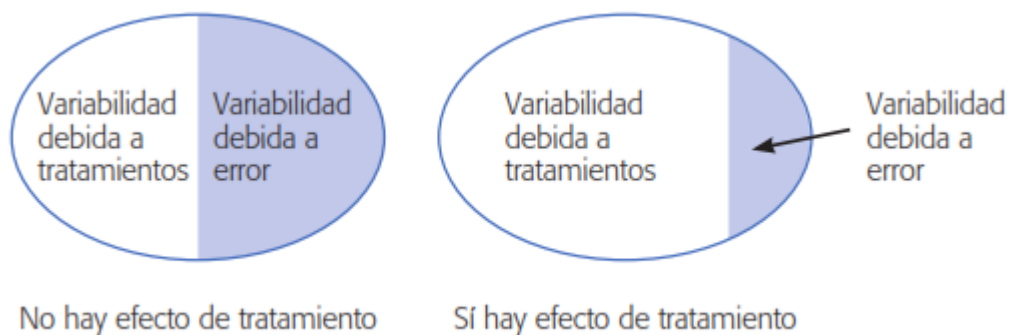 Variabilidad
debida a
tratamientos
Variabilidad
debida a
error
Variabilidad
debida a
tratamientos
Variabilidad
debida a
error
No hay efecto de tratamiento
Sí hay efecto de tratamiento